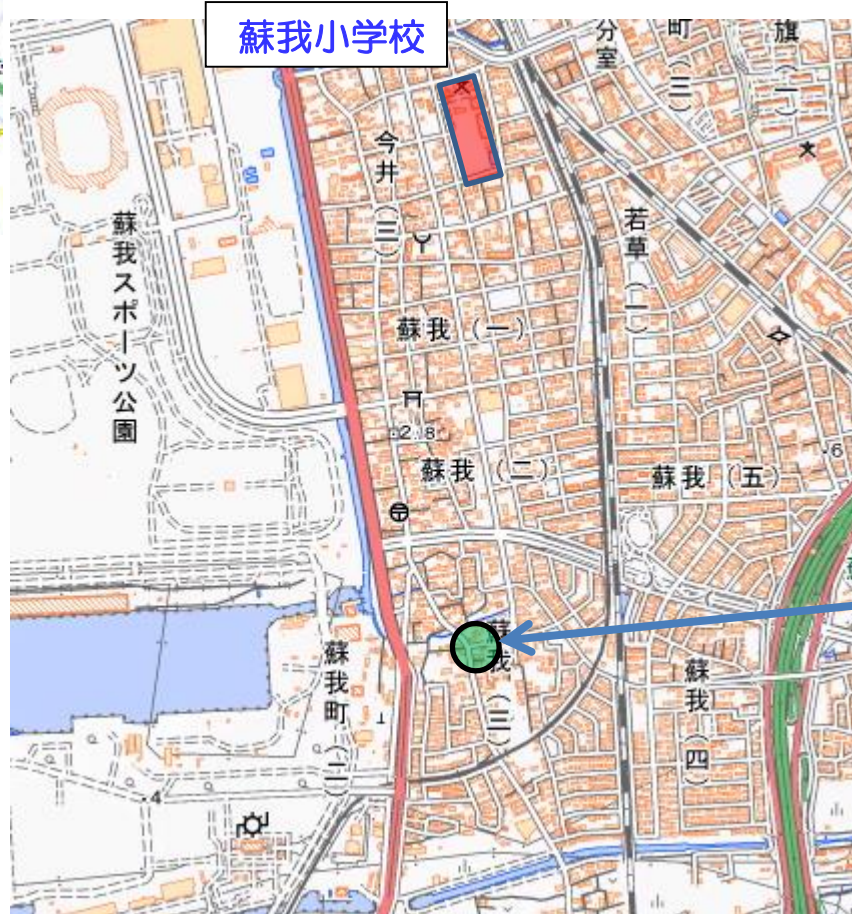 蘇我小学校
分室
町(三)
旗(一)
今井(三)
若草(一)
蘇我スポーツ公園
蘇我(一)
・2.8
蘇我(二)
蘇我(五)
・6
蘇我(三)
蘇我町(二)
蘇我(四)
・4